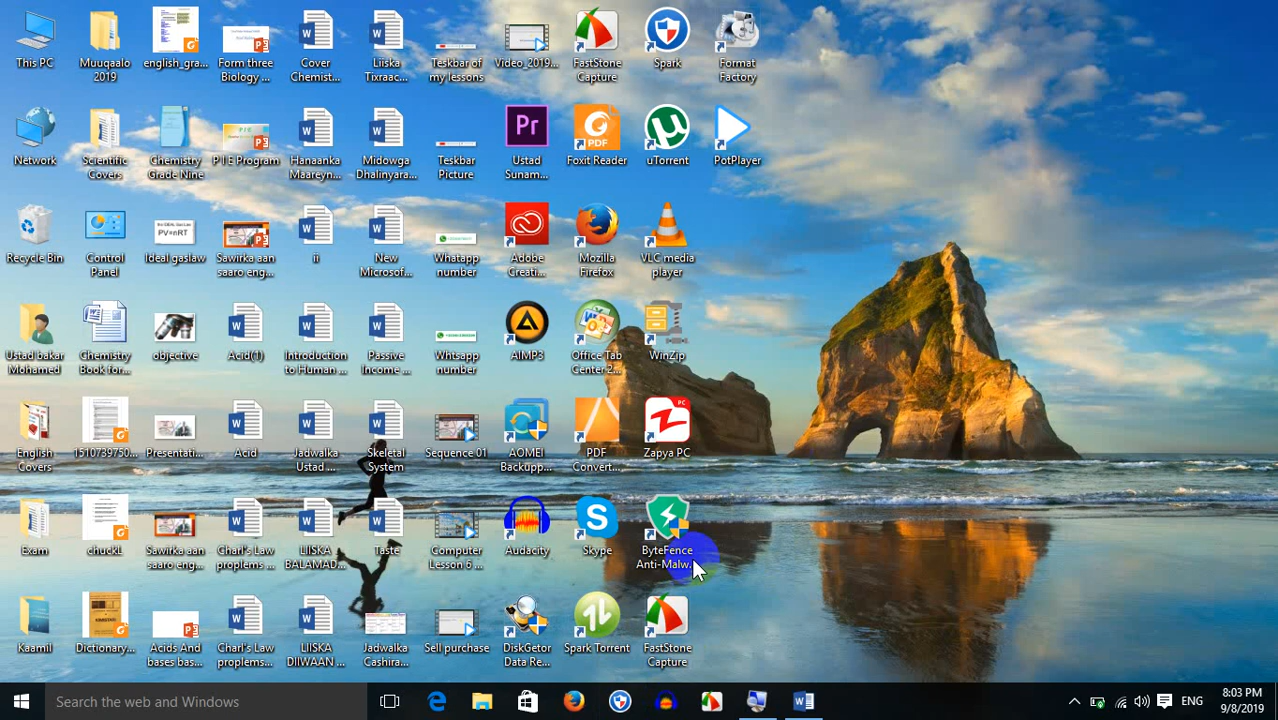 This PC
Muuqaalo
2019
english_gra...
Form three
Biology ...
Cover
Chemist...
Liiska
Tixraac...
Teskbar of
my lessons
Video_2019...
FastStone
Capture
Spark
Format
Factory
Network
Scientific
Covers
Chemistry
Grade Nine
P I E Program
Hanaanka
Maareyn...
Midowga
Dhalinyara...
Teskbar
Picture
Pr
Ustad
Sunam...
PDF
Foxit Reader
uTorrent
PotPlayer
Recycle Bin
Control
Panel
PV=nRT
Ideal gaslaw
Sawirka aan
saaro eng...
ii
New
Microsof...
Whatapp
number
Adobe
Creati...
Mozilla
Firefox
VLC media
player
Ustad bakar
Mohamed
Chemistry
Book for...
objective
Acid(1)
Introduction
to Human ...
Passive
Income ...
Whtsapp
number
AIMP3
Office Tab
Center 2...
WinZip
English
Covers
1510739750...
Presentati...
Acid
Jadwalka
Ustad ...
Skeletal
System
Sequence 01
AOMEI
Backupp...
PDF
Convert...
PC
Zapya PC
Exam
chuckL
Sawirka aan
saaro eng...
Charl's Law
proplems...
LIISKA
BALAMAD...
Taste
Computer
Lesson 6 ...
Audacity
Skype
ByteFence
Anti-Malw...
Kaamil
Dictionary...
Acids And
bases bas...
Charl's Law
proplems...
LIISKA
DIIWAAN ...
Jadwalka
Cashira...
Sell purchase
DiskGetor
Data Re...
Spark Torrent
FastStone
Capture
Search the web and Windows
ENG
8:03 PM
9/8/2019